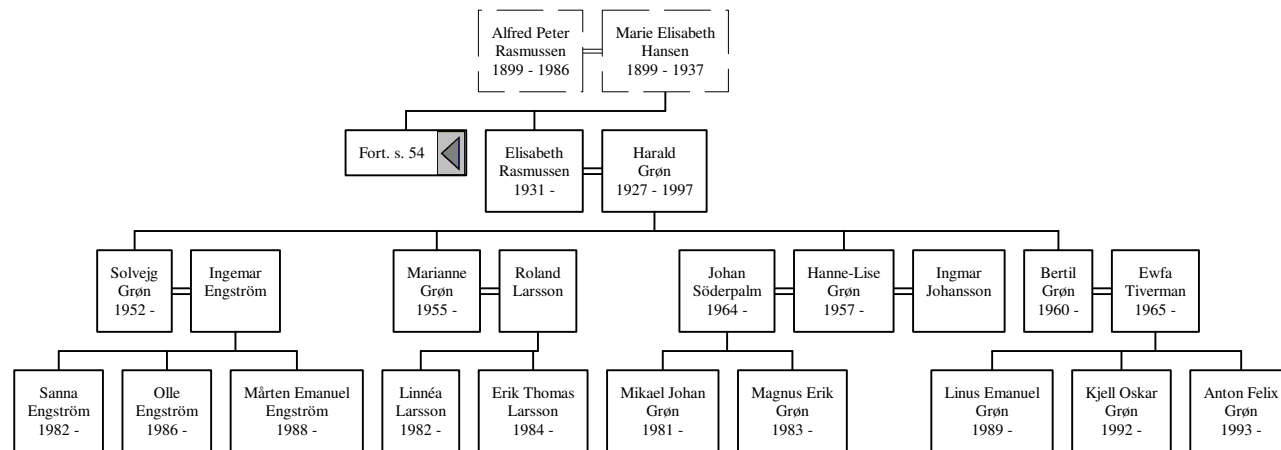 Alfred Peter
Rasmussen
1899 - 1986
Marie Elisabeth
Hansen
1899 - 1937
Fort. s. 54
Elisabeth
Rasmussen
1931 -
Harald
Grøn
1927 - 1997
Solvejg
Grøn
1952 -
Ingemar
Engström
Marianne
Grøn
1955 -
Roland
Larsson
Johan
Söderpalm
1964 -
Hanne-Lise
Grøn
1957 -
Ingmar
Johansson
Bertil
Grøn
1960 -
Ewfa
Tiverman
1965 -
Sanna
Engström
1982 -
Olle
Engström
1986 -
Mårten Emanuel
Engström
1988 -
Linnéa
Larsson
1982 -
Erik Thomas
Larsson
1984 -
Mikael Johan
Grøn
1981 -
Magnus Erik
Grøn
1983 -
Linus Emanuel
Grøn
1989 -
Kjell Oskar
Grøn
1992 -
Anton Felix
Grøn
1993 -